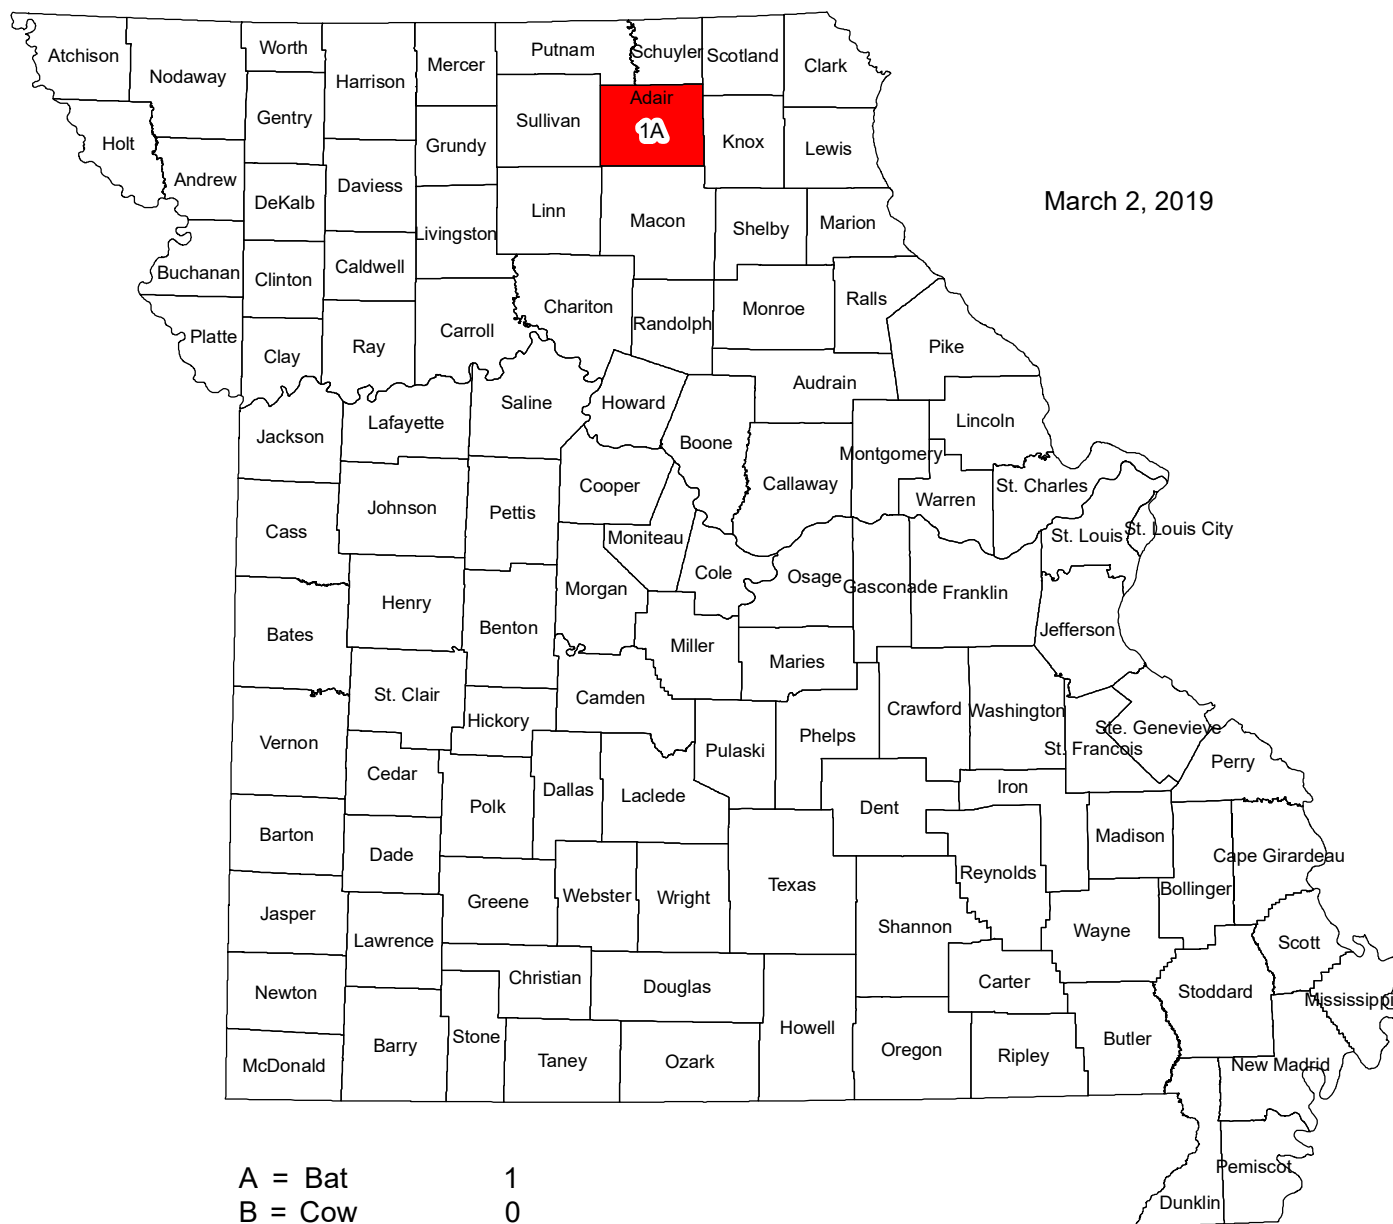 Atchison
Nodaway
Worth
Harrison
Mercer
Putnam
Schuyler
Scotland
Clark
Adair
1A
Gentry
Sullivan
Holt
Grundy
Knox
Lewis
Andrew
DeKalb
Daviess
March 2, 2019
Linn
Macon
Shelby
Marion
Livingston
Buchanan
Clinton
Caldwell
Chariton
Randolph
Monroe
Ralls
Platte
Clay
Ray
Carroll
Pike
Audrain
Saline
Howard
Lafayette
Lincoln
Jackson
Boone
Montgomery
Cooper
Callaway
St. Charles
Warren
Johnson
Pettis
Cass
Moniteau
St. Louis
St. Louis City
Cole
Osage
Gasconade
Franklin
Morgan
Henry
Benton
Bates
Jefferson
Miller
Maries
St. Clair
Camden
Hickory
Crawford
Washington
Ste. Genevieve
Vernon
Pulaski
Phelps
St. Francois
Perry
Cedar
Polk
Dallas
Laclede
Dent
Iron
Barton
Madison
Dade
Cape Girardeau
Reynolds
Texas
Bollinger
Webster
Wright
Greene
Jasper
Shannon
Wayne
Lawrence
Scott
Christian
Douglas
Carter
Stoddard
Newton
Mississippi
Howell
Stone
Barry
Butler
Taney
Ozark
Oregon
Ripley
McDonald
New Madrid
Pemiscot
Dunklin
A = Bat 1
B = Cow 0